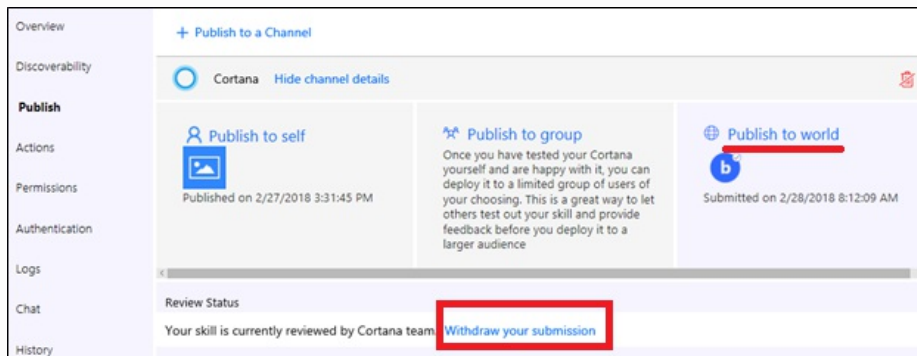 Overview
Discoverability
Publish
Actions
Permissions
Authentication
Logs
Chat
History
+ Publish to a Channel
Cortana Hide channel details
Publish to self
Published on 2/27/2018 3:31:45 PM
Publish to group
Once you have tested your Cortana
yourself and are happy with it, you can
deploy it to a limited group of users of
your choosing. This is a great way to let
others test out your skill and provide
feedback before you deploy it to a
larger audience
Publish to world
b
Submitted on 2/28/2018 8:12:09 AM
Review Status
Your skill is currently reviewed by Cortana team. Withdraw your submission